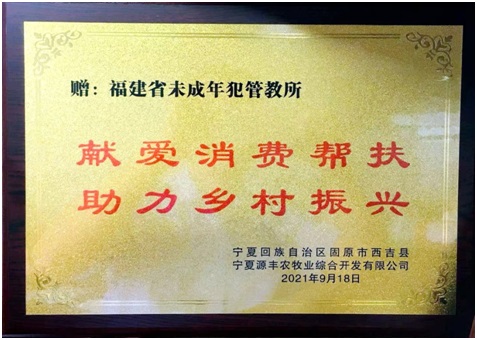 赠：福建省未成年犯管教所
献爱消费帮扶
助力乡村振兴
宁夏回族自治区固原市西吉县
宁夏源丰农牧业综合开发有限公司
2021年9月18日